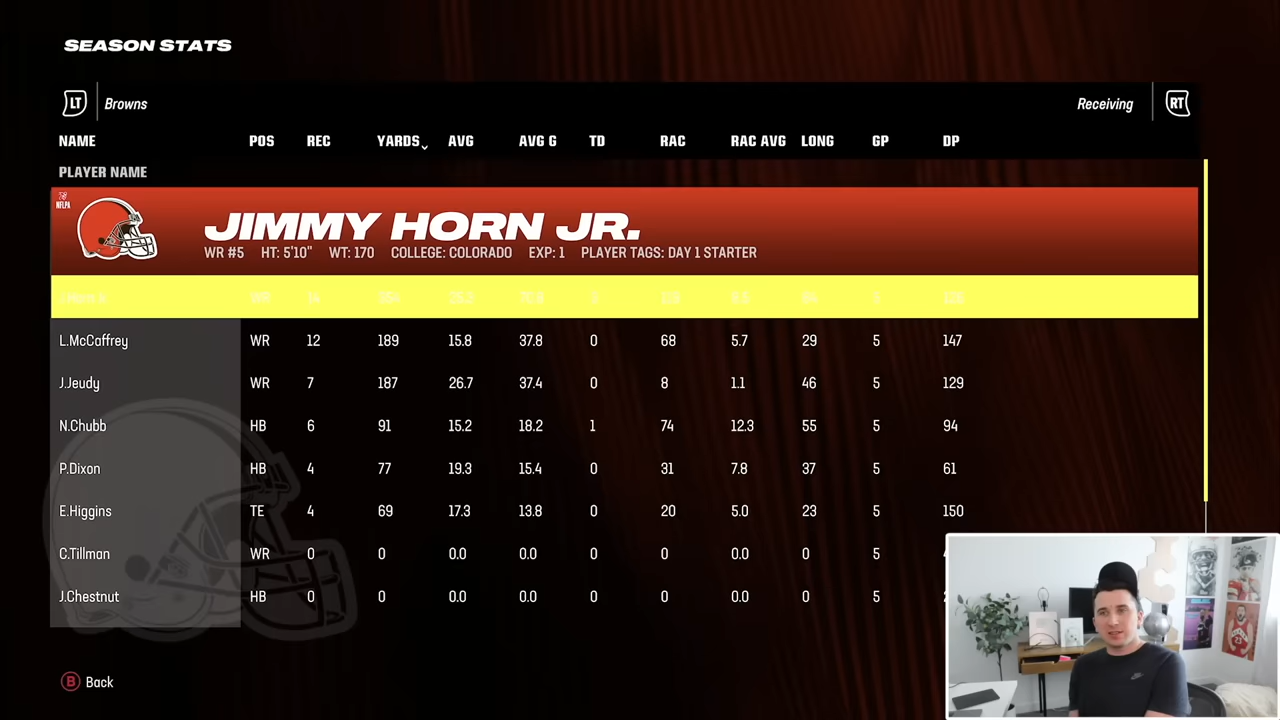 SEASON STATS
LT Browns Receiving RT
NAME POS REC YARDS AVG AVG G TD RAC RAC AVG LONG GP DP
PLAYER NAME
NFLPA
JIMMY HORN JR.
WR #5 HT: 5'10" WT: 170 COLLEGE: COLORADO EXP: 1 PLAYER TAGS: DAY 1 STARTER
WR 14
L.McCaffrey WR 12 189 15.8 37.8 0 68 5.7 29 5 147
J.Jeudy WR 7 187 26.7 37.4 0 8 1.1 46 5 129
N.Chubb HB 6 91 15.2 18.2 1 74 12.3 55 5 94
P.Dixon HB 4 77 19.3 15.4 0 31 7.8 37 5 61
E.Higgins TE 4 69 17.3 13.8 0 20 5.0 23 5 150
C.Tillman WR 0 0 0.0 0.0 0 0 0.0 0 5
J.Chestnut HB 0 0 0.0 0.0 0 0 0.0 0 5
B Back